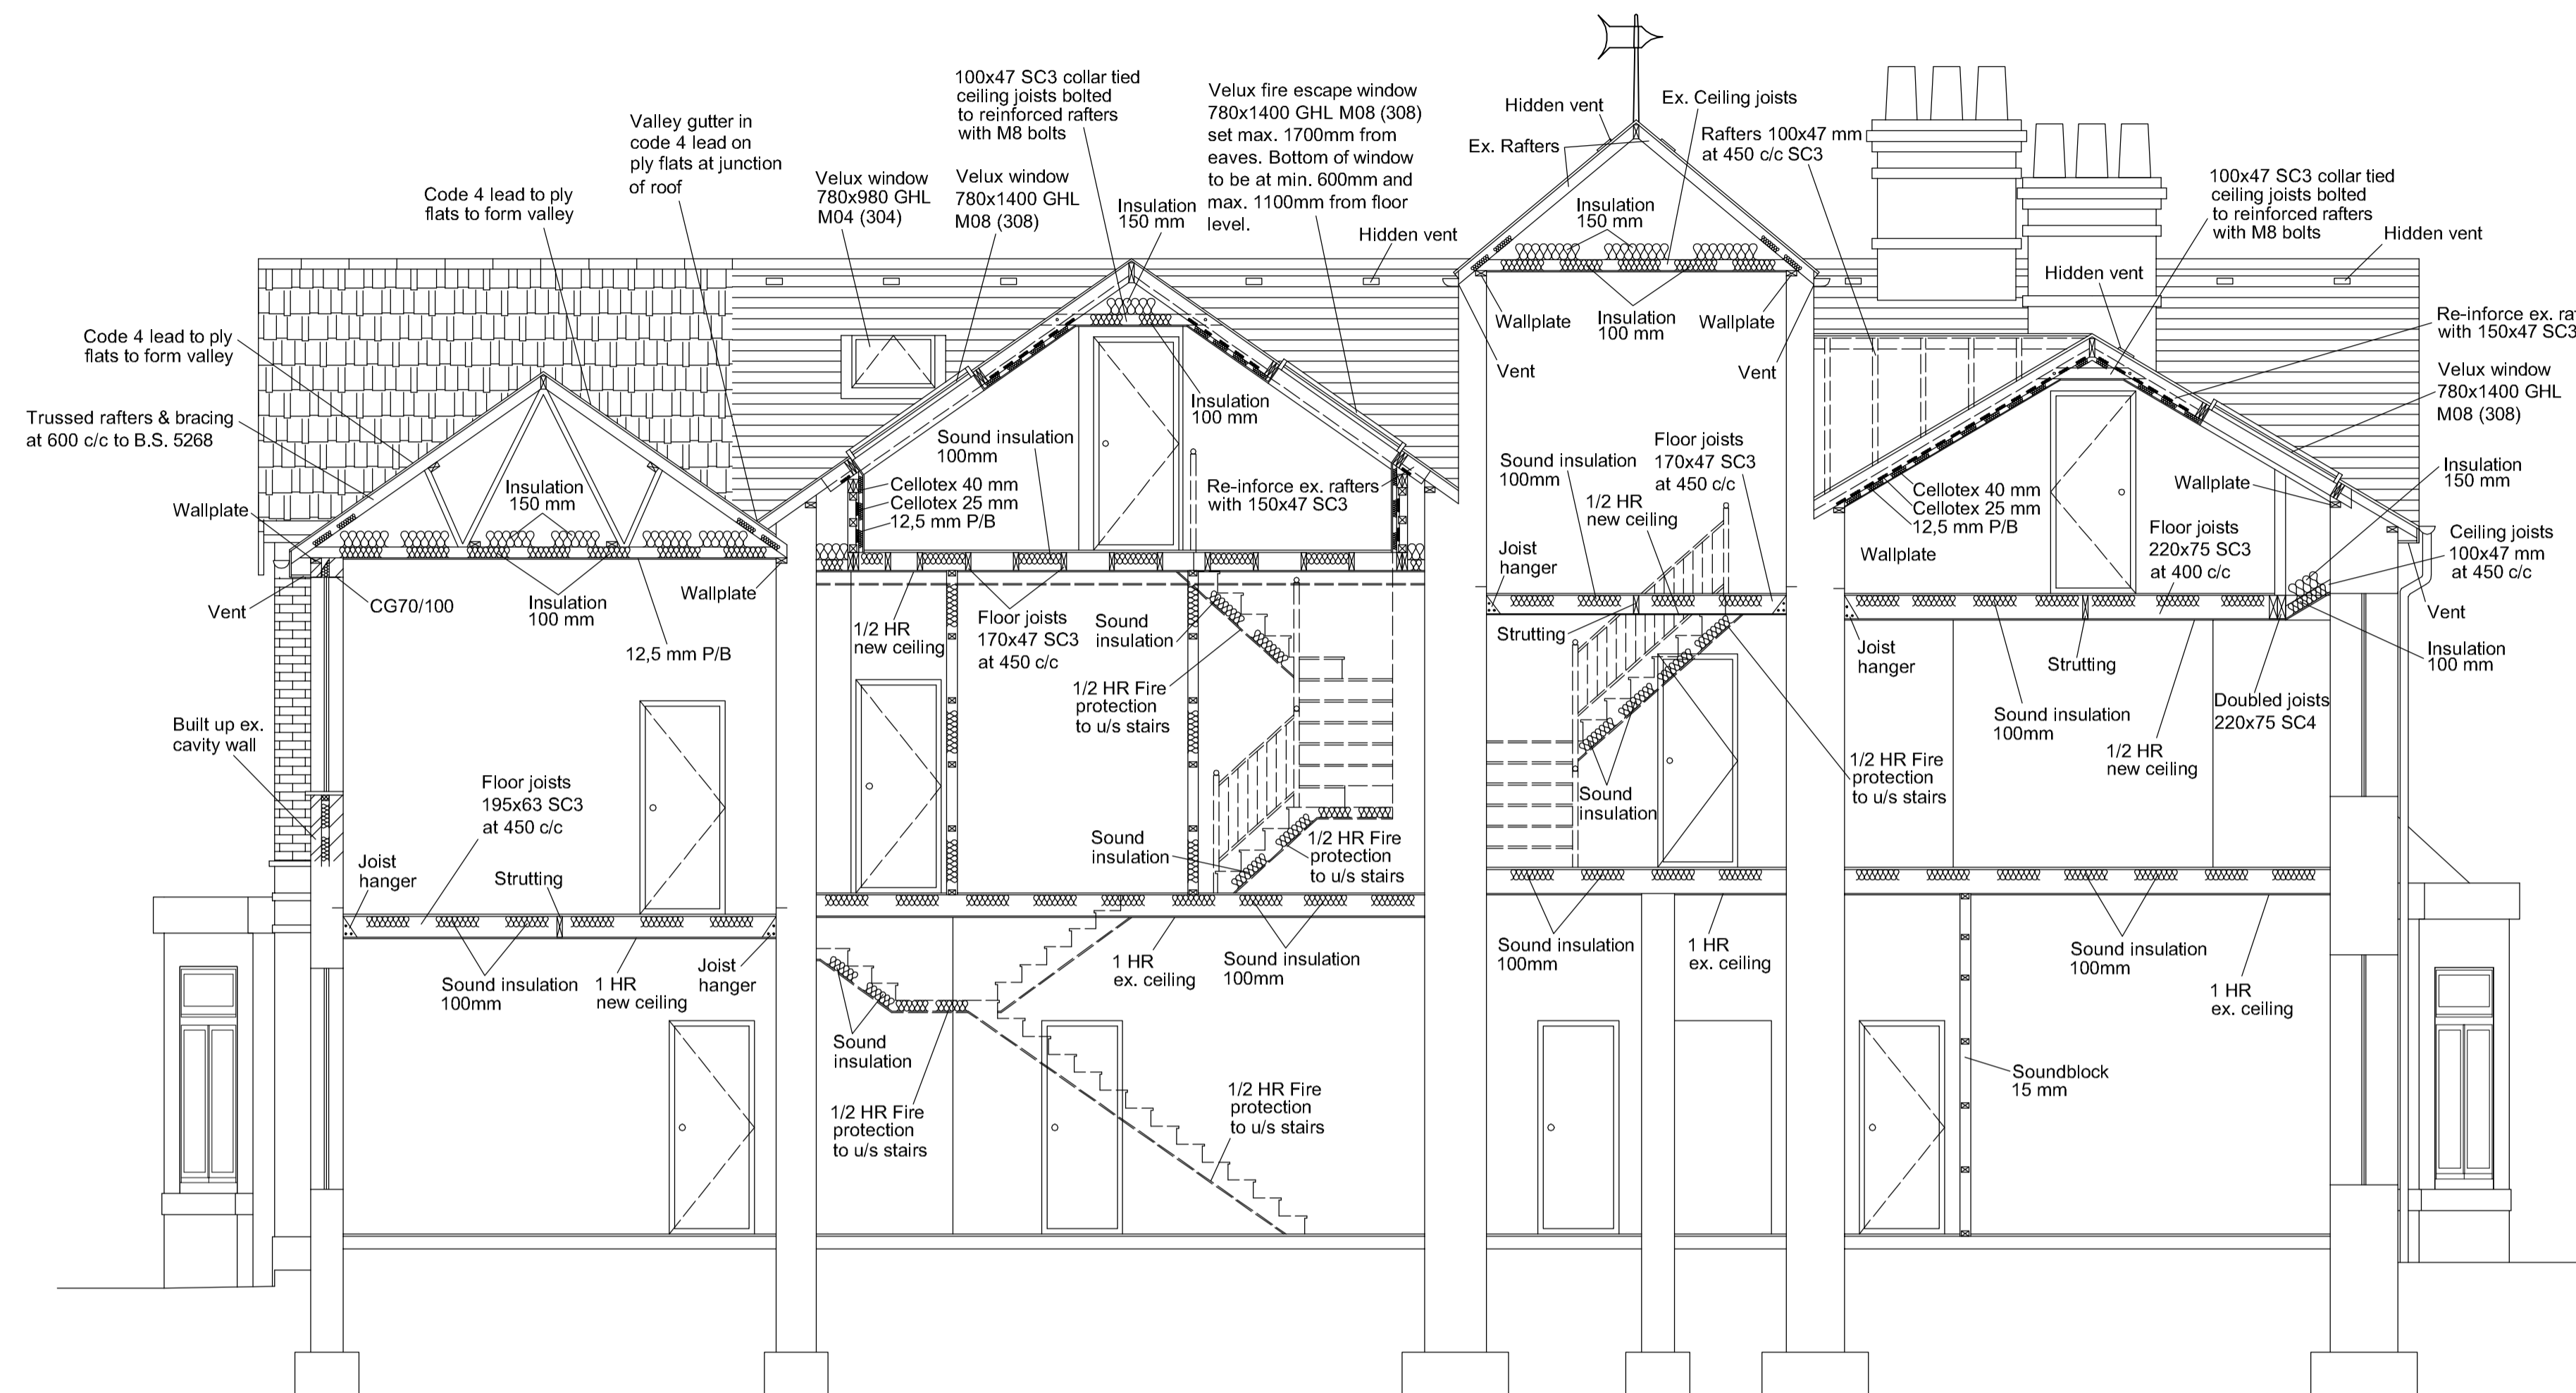 100x47 SC3 collar tied
ceiling joists bolted
to reinforced rafters
with M8 bolts
Velux fire escape window
780x1400 GHL M08 (308)
set max. 1700mm from
eaves. Bottom of window
to be at min. 600mm and
max. 1100mm from floor
level.
Hidden vent
Ex. Ceiling joists
Ex. Rafters
Rafters 100x47 mm
at 450 c/c SC3
Valley gutter in
code 4 lead on
ply flats at junction
of roof
Code 4 lead to ply
flats to form valley
Velux window
780x980 GHL
M04 (304)
Velux window
780x1400 GHL
M08 (308)
Insulation
150 mm
Hidden vent
Insulation
150 mm
100x47 SC3 collar tied
ceiling joists bolted
to reinforced rafters
with M8 bolts
Hidden vent
Hidden vent
Code 4 lead to ply
flats to form valley
Trussed rafters & bracing
at 600 c/c to B.S. 5268
Wallplate
Insulation
150 mm
Vent
CG70/100
Insulation
100 mm
Wallplate
12,5 mm P/B
Built up ex.
cavity wall
Floor joists
195x63 SC3
at 450 c/c
Joist
hanger
Strutting
Sound insulation
100mm
1 HR
new ceiling
Joist
hanger
Sound insulation
100mm
Cellotex 40 mm
Cellotex 25 mm
12,5 mm P/B
Insulation
100 mm
Re-inforce ex. rafters
with 150x47 SC3
1/2 HR
new ceiling
Floor joists
170x47 SC3
at 450 c/c
Sound
insulation
1/2 HR Fire
protection
to u/s stairs
Sound
insulation
1/2 HR Fire
protection
to u/s stairs
1 HR
ex. ceiling
Sound insulation
100mm
Sound
insulation
1/2 HR Fire
protection
to u/s stairs
1/2 HR Fire
protection
to u/s stairs
Wallplate
Insulation
100 mm
Wallplate
Vent
Vent
Sound insulation
100mm
1/2 HR
new ceiling
Floor joists
170x47 SC3
at 450 c/c
Joist
hanger
Strutting
Sound
insulation
1/2 HR Fire
protection
to u/s stairs
Sound insulation
100mm
1 HR
ex. ceiling
Re-inforce ex. ra
with 150x47 SC3
Velux window
780x1400 GHL
M08 (308)
Cellotex 40 mm
Cellotex 25 mm
12,5 mm P/B
Wallplate
Wallplate
Floor joists
220x75 SC3
at 400 c/c
Insulation
150 mm
Ceiling joists
100x47 mm
at 450 c/c
Vent
Insulation
100 mm
Joist
hanger
Strutting
Sound insulation
100mm
1/2 HR
new ceiling
Doubled joists
220x75 SC4
Sound insulation
100mm
1 HR
ex. ceiling
Soundblock
15 mm